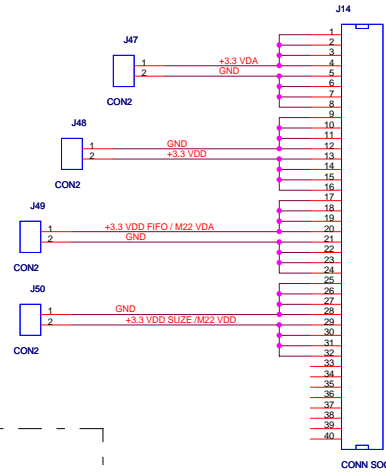 J14
J47
1 +3.3 VDA
2 GND
CON2
J48
1 GND
2 +3.3 VDD
CON2
J49
1 +3.3 VDD FIFO / M22 VDA
2 GND
CON2
J50
1 GND
2 +3.3 VDD SUZE /M22 VDD
CON2
1
2
3
4
5
6
7
8
9
10
11
12
13
14
15
16
17
18
19
20
21
22
23
24
25
26
27
28
29
30
31
32
33
34
35
36
37
38
39
40
CONN SOC